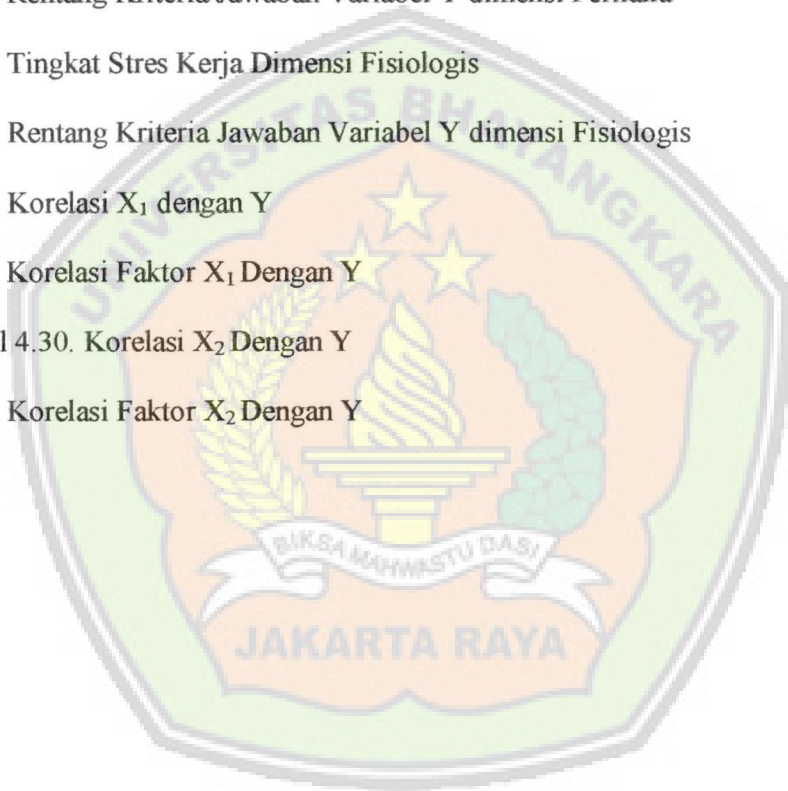 Rentang Kriteria Jawaban Variabel Y dimensi
Tingkat Stres Kerja Dimensi Fisiologis
Rentang Kriteria Jawaban Variabel Y dimensi Fisiologis
Korelasi X₁ dengan Y
Korelasi Faktor X₁ Dengan Y
l 4.30. Korelasi X₂ Dengan Y
Korelasi Faktor X₂ Dengan Y
UNIVERSITAS BHAYANGKARA
BIKSA MAHWASTU DASI
JAKARTA RAYA